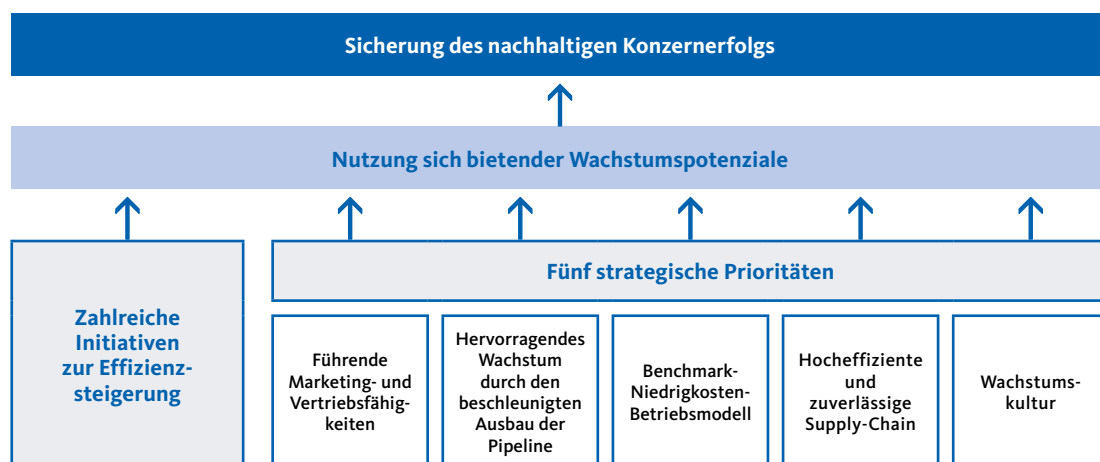 Sicherung des nachhaltigen Konzernerfolgs
Nutzung sich bietender Wachstumspotenziale
Zahlreiche
Initiativen
zur Effizienz-
steigerung
Fünf strategische Prioritäten
Führende
Marketing- und
Vertriebsfähig-
keiten
Hervorragendes
Wachstum
durch den
beschleunigten
Ausbau der
Pipeline
Benchmark-
Niedrigkosten-
Betriebsmodell
Hocheffiziente
und
zuverlässige
Supply-Chain
Wachstums-
kultur